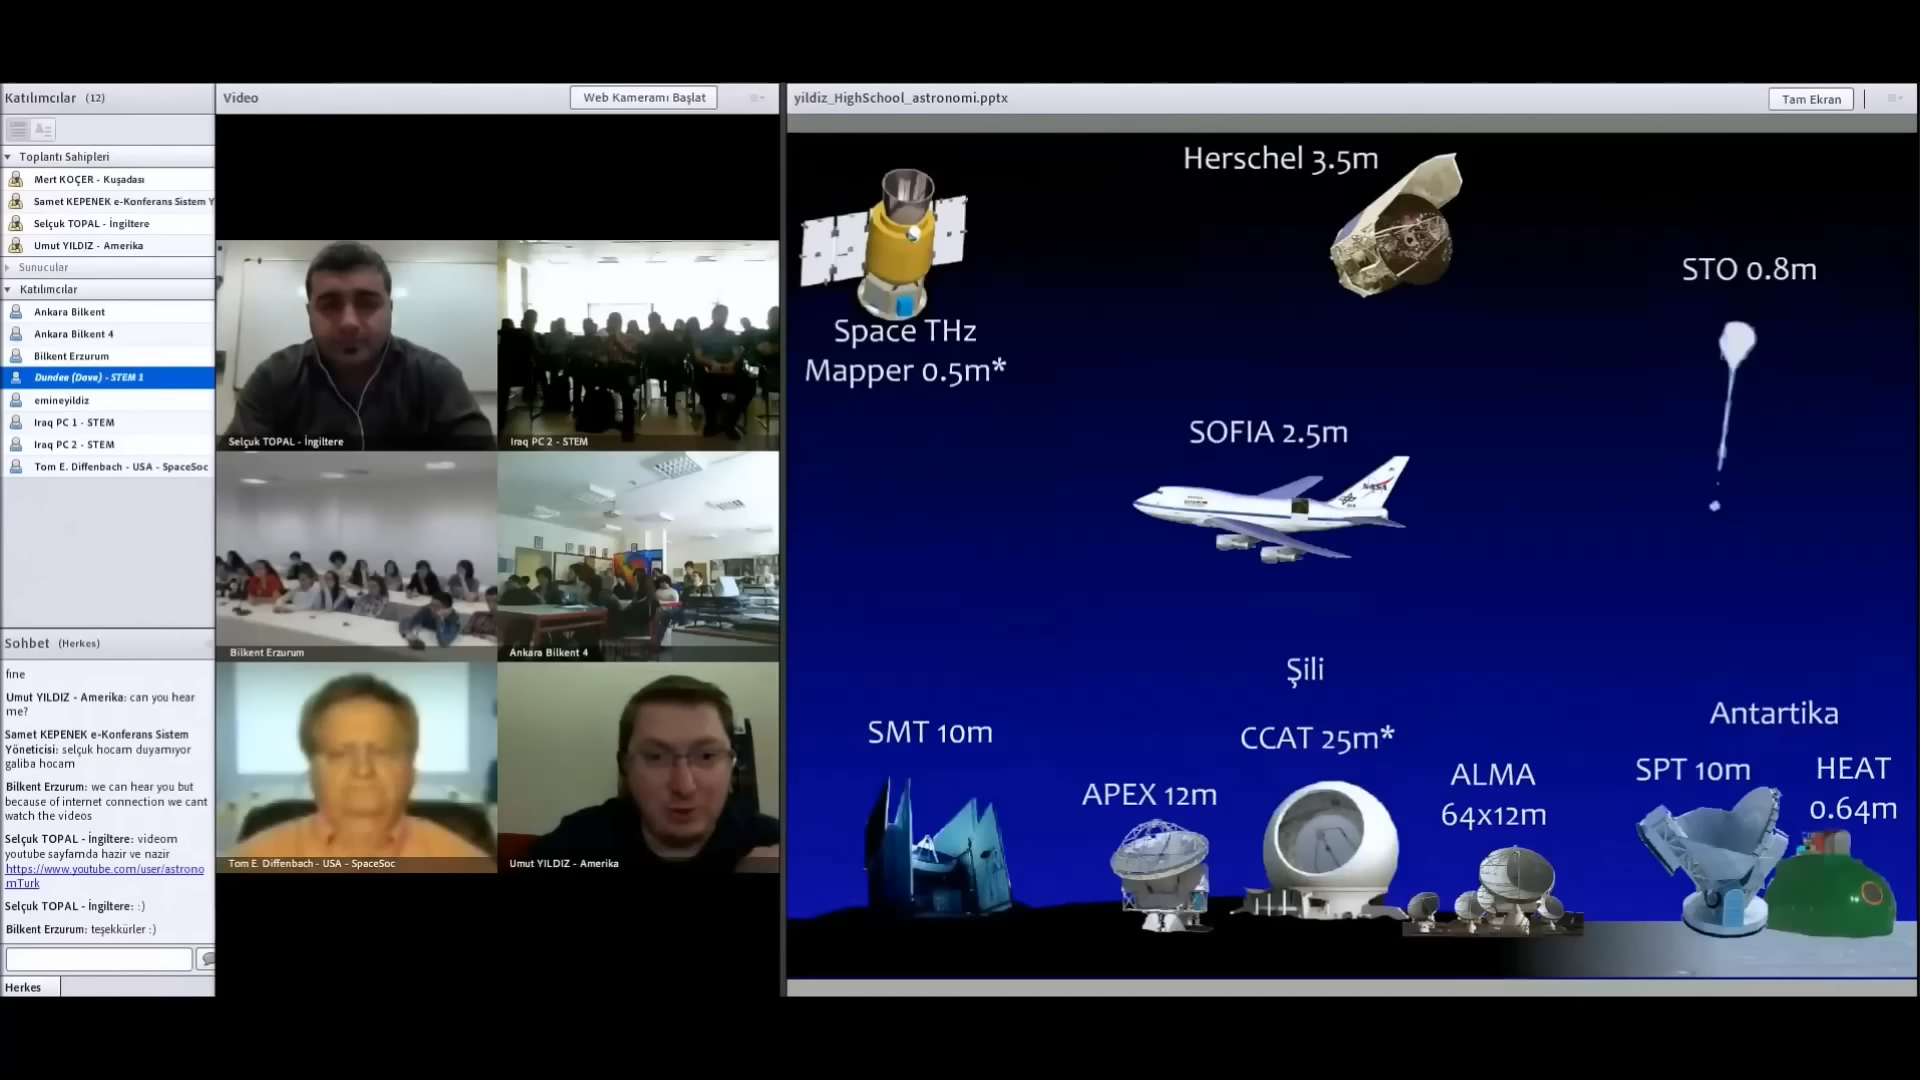 Katılımcılar (12)
Toplantı Sahipleri
Mert KOÇER - Kuşadası
Samet KEPENEK e-Konferans Sistem Y
Selçuk TOPAL - İngiltere
Umut YILDIZ - Amerika
Sunucular
Katılımcılar
Ankara Bilkent
Ankara Bilkent 4
Bilkent Erzurum
Dundee (Dave) - STEM 1
emineyildiz
Iraq PC 1 - STEM
Iraq PC 2 - STEM
Tom E. Diffenbach - USA - SpaceSoc
Sohbet (Herkes)
fine
Umut YILDIZ - Amerika: can you hear
me?
Samet KEPENEK e-Konferans Sistem
Yöneticisi: selçuk hocam duyamıyor
galiba hocam
Bilkent Erzurum: we can hear you but
because of internet connection we cant
watch the videos
Selçuk TOPAL - İngiltere: videom
youtube sayfamda hazir ve nazir
https://www.youtube.com/user/astrono
mTurk
Selçuk TOPAL - İngiltere: :)
Bilkent Erzurum: teşekkürler :)
Herkes
Video
Web Kameramı Başlat
Selçuk TOPAL - İngiltere
Iraq PC 2 - STEM
Bilkent Erzurum
Ankara Bilkent 4
Tom E. Diffenbach - USA - SpaceSoc
Umut YILDIZ - Amerika
yildiz_HighSchool_astronomi.pptx
Tam Ekran
Herschel 3.5m
STO 0.8m
Space THz
Mapper 0.5m*
SOFIA 2.5m
NASA
Şili
Antartika
SMT 10m
CCAT 25m*
APEX 12m
ALMA
64x12m
SPT 10m
HEAT
0.64m